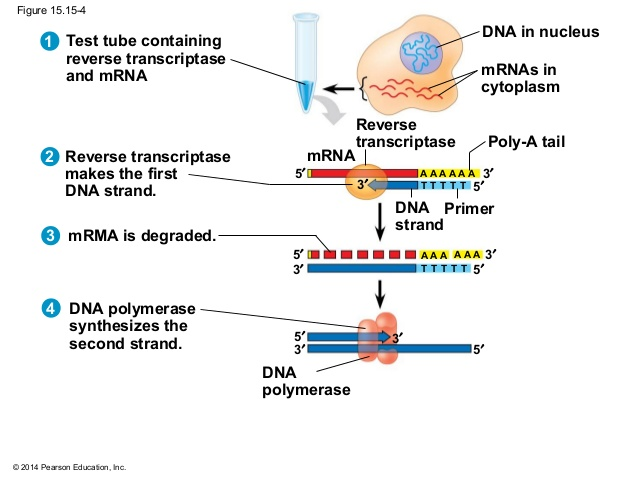 Figure 15.15-4
1 Test tube containing
reverse transcriptase
and mRNA
DNA in nucleus
mRNAs in
cytoplasm
Reverse
transcriptase
Poly-A tail
mRNA
2 Reverse transcriptase
makes the first
DNA strand.
5′ A A A A A A 3′
3′ T T T T T 5′
DNA
strand
Primer
3 mRMA is degraded.
5′ A A A A A A 3′
3′ T T T T T 5′
4 DNA polymerase
synthesizes the
second strand.
5′ 3′
3′ 5′
DNA
polymerase
© 2014 Pearson Education, Inc.